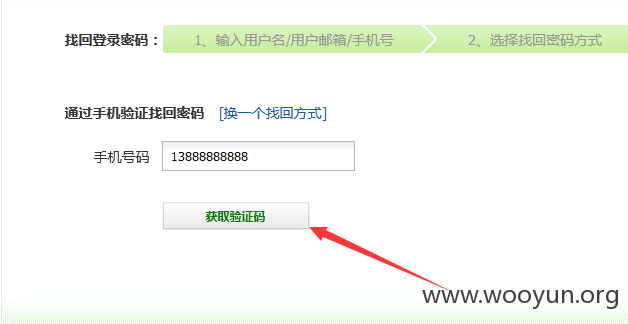 找回登录密码： 1、输入用户名/用户邮箱/手机号 2、选择找回密码方式
通过手机验证找回密码 [换一个找回方式]
手机号码 13888888888
获取验证码
www.wooyun.org